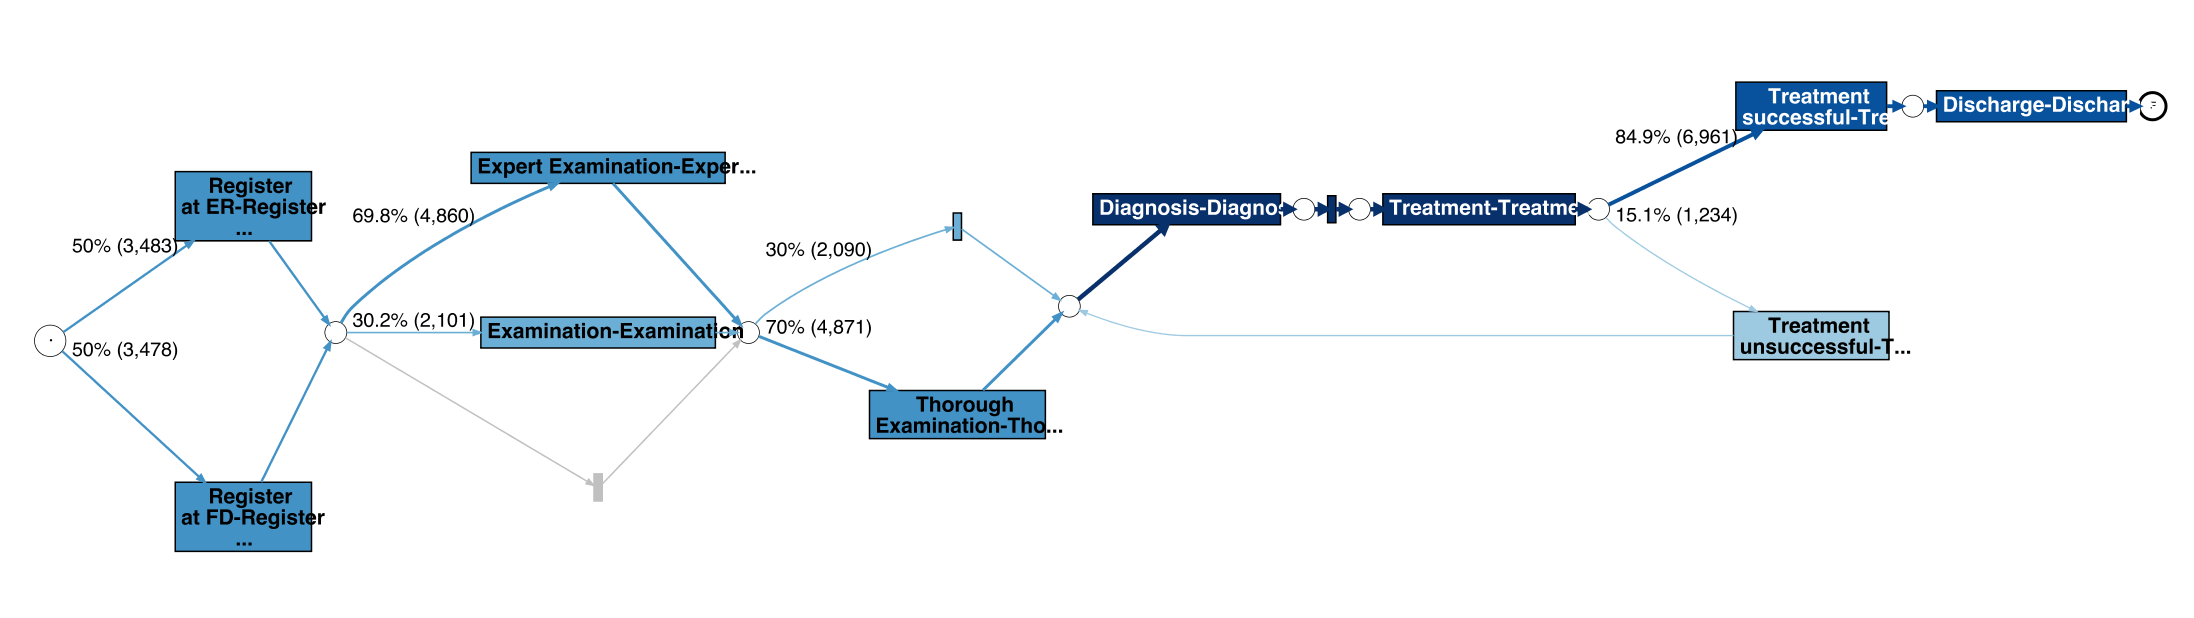 Register
at ER-Register
...
50% (3,483)
50% (3,478)
Register
at FD-Register
...
Expert Examination-Exper...
69.8% (4,860)
30.2% (2,101)
Examination-Examination
30% (2,090)
70% (4,871)
Thorough
Examination-Tho...
Diagnosis-Diagnos
Treatment-Treatme
84.9% (6,961)
15.1% (1,234)
Treatment
successful-Tre
Discharge-Dischar
Treatment
unsuccessful-T...